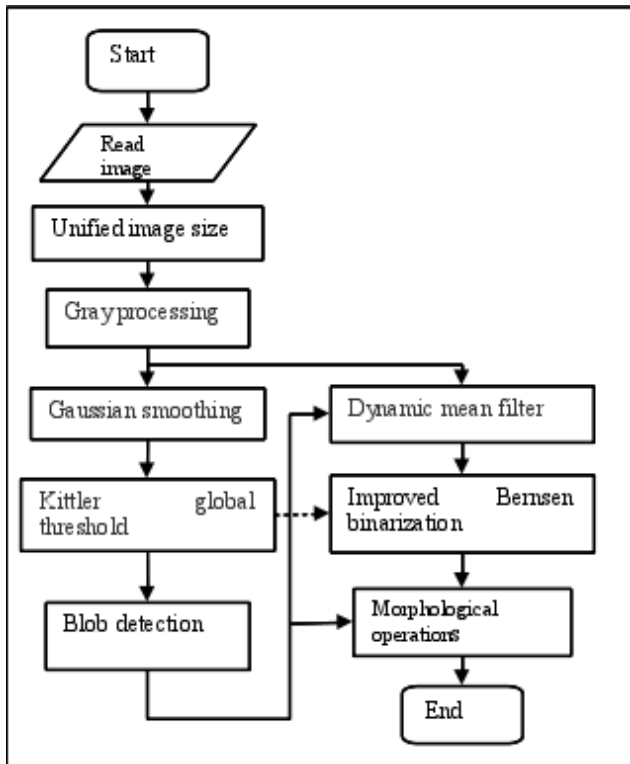 Start
Read
image
Unified image size
Gray processing
Gaussian smoothing
Dynamic mean filter
Kittler global
threshold
Improved Bernsen
binarization
Blob detection
Morphological
operations
End